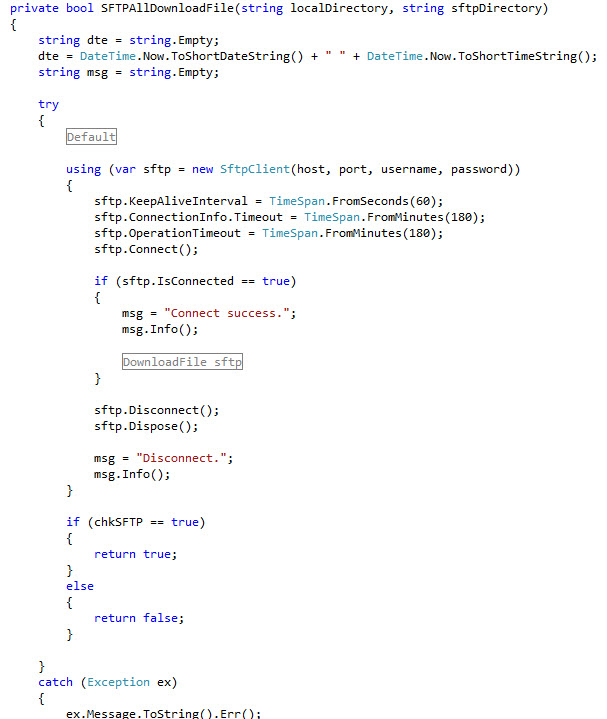 private bool SFTPAllDownloadFile(string localDirectory, string sftpDirectory)
{
    string dte = string.Empty;
    dte = DateTime.Now.ToShortDateString() + " " + DateTime.Now.ToShortTimeString();
    string msg = string.Empty;

    try
    {
        Default

        using (var sftp = new SftpClient(host, port, username, password))
        {
            sftp.KeepAliveInterval = TimeSpan.FromSeconds(60);
            sftp.ConnectionInfo.Timeout = TimeSpan.FromMinutes(180);
            sftp.OperationTimeout = TimeSpan.FromMinutes(180);
            sftp.Connect();

            if (sftp.IsConnected == true)
            {
                msg = "Connect success.";
                msg.Info();

                DownloadFile sftp
            }

            sftp.Disconnect();
            sftp.Dispose();

            msg = "Disconnect.";
            msg.Info();
        }

        if (chkSFTP == true)
        {
            return true;
        }
        else
        {
            return false;
        }

    }
    catch (Exception ex)
    {
        ex.Message.ToString().Err();